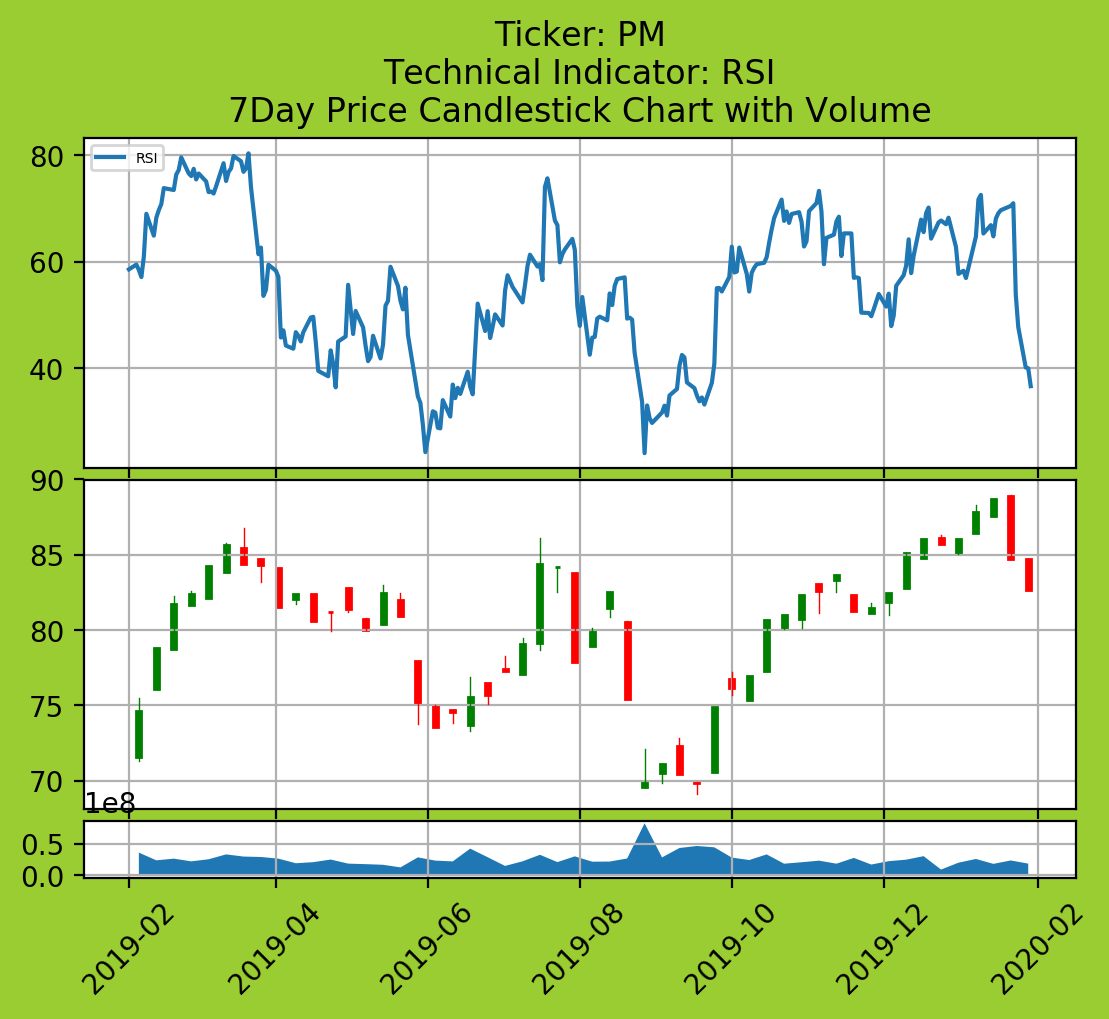 Ticker: PM
Technical Indicator: RSI
7Day Price Candlestick Chart with Volume
RSI
80
60
40
90
85
80
75
70
1e8
0.5
0.0
2019-02 2019-04 2019-06 2019-08 2019-10 2019-12 2020-02